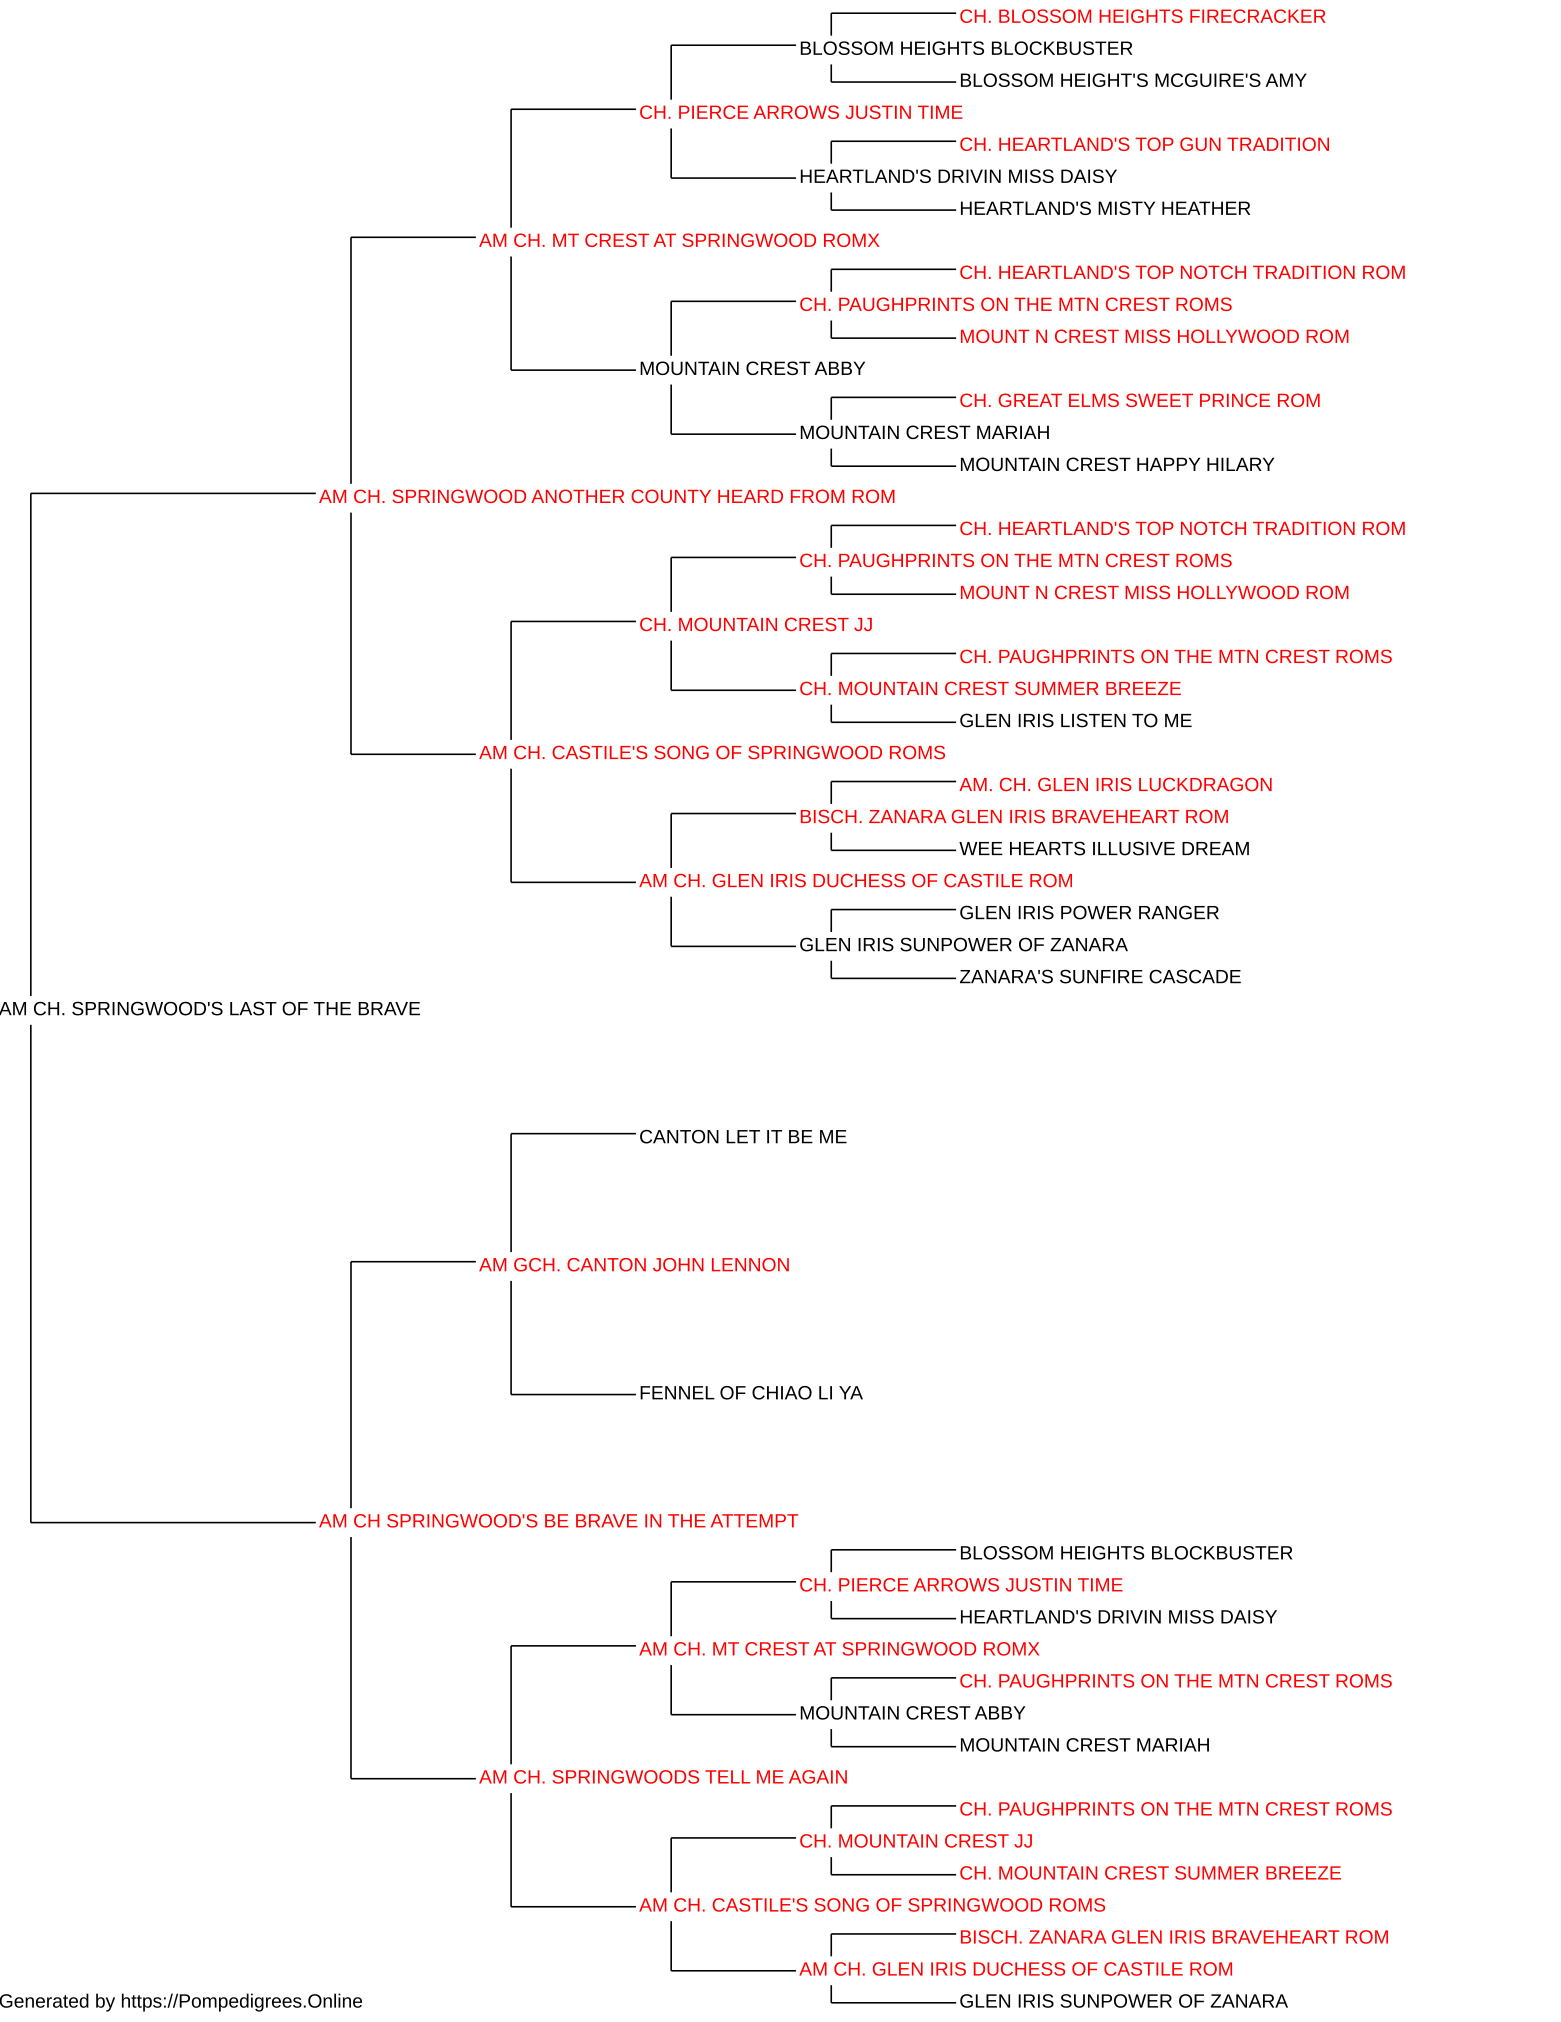 CH. BLOSSOM HEIGHTS FIRECRACKER
BLOSSOM HEIGHTS BLOCKBUSTER
BLOSSOM HEIGHT'S MCGUIRE'S AMY
CH. PIERCE ARROWS JUSTIN TIME
CH. HEARTLAND'S TOP GUN TRADITION
HEARTLAND'S DRIVIN MISS DAISY
HEARTLAND'S MISTY HEATHER
AM CH. MT CREST AT SPRINGWOOD ROMX
CH. HEARTLAND'S TOP NOTCH TRADITION ROM
CH. PAUGHPRINTS ON THE MTN CREST ROMS
MOUNT N CREST MISS HOLLYWOOD ROM
MOUNTAIN CREST ABBY
CH. GREAT ELMS SWEET PRINCE ROM
MOUNTAIN CREST MARIAH
MOUNTAIN CREST HAPPY HILARY
AM CH. SPRINGWOOD ANOTHER COUNTY HEARD FROM ROM
CH. HEARTLAND'S TOP NOTCH TRADITION ROM
CH. PAUGHPRINTS ON THE MTN CREST ROMS
MOUNT N CREST MISS HOLLYWOOD ROM
CH. MOUNTAIN CREST JJ
CH. PAUGHPRINTS ON THE MTN CREST ROMS
CH. MOUNTAIN CREST SUMMER BREEZE
GLEN IRIS LISTEN TO ME
AM CH. CASTILE'S SONG OF SPRINGWOOD ROMS
AM. CH. GLEN IRIS LUCKDRAGON
BISCH. ZANARA GLEN IRIS BRAVEHEART ROM
WEE HEARTS ILLUSIVE DREAM
AM CH. GLEN IRIS DUCHESS OF CASTILE ROM
GLEN IRIS POWER RANGER
GLEN IRIS SUNPOWER OF ZANARA
ZANARA'S SUNFIRE CASCADE
AM CH. SPRINGWOOD'S LAST OF THE BRAVE
CANTON LET IT BE ME
AM GCH. CANTON JOHN LENNON
FENNEL OF CHIAO LI YA
AM CH SPRINGWOOD'S BE BRAVE IN THE ATTEMPT
BLOSSOM HEIGHTS BLOCKBUSTER
CH. PIERCE ARROWS JUSTIN TIME
HEARTLAND'S DRIVIN MISS DAISY
AM CH. MT CREST AT SPRINGWOOD ROMX
CH. PAUGHPRINTS ON THE MTN CREST ROMS
MOUNTAIN CREST ABBY
MOUNTAIN CREST MARIAH
AM CH. SPRINGWOODS TELL ME AGAIN
CH. PAUGHPRINTS ON THE MTN CREST ROMS
CH. MOUNTAIN CREST JJ
CH. MOUNTAIN CREST SUMMER BREEZE
AM CH. CASTILE'S SONG OF SPRINGWOOD ROMS
BISCH. ZANARA GLEN IRIS BRAVEHEART ROM
AM CH. GLEN IRIS DUCHESS OF CASTILE ROM
GLEN IRIS SUNPOWER OF ZANARA
Generated by https://Pompedigrees.Online